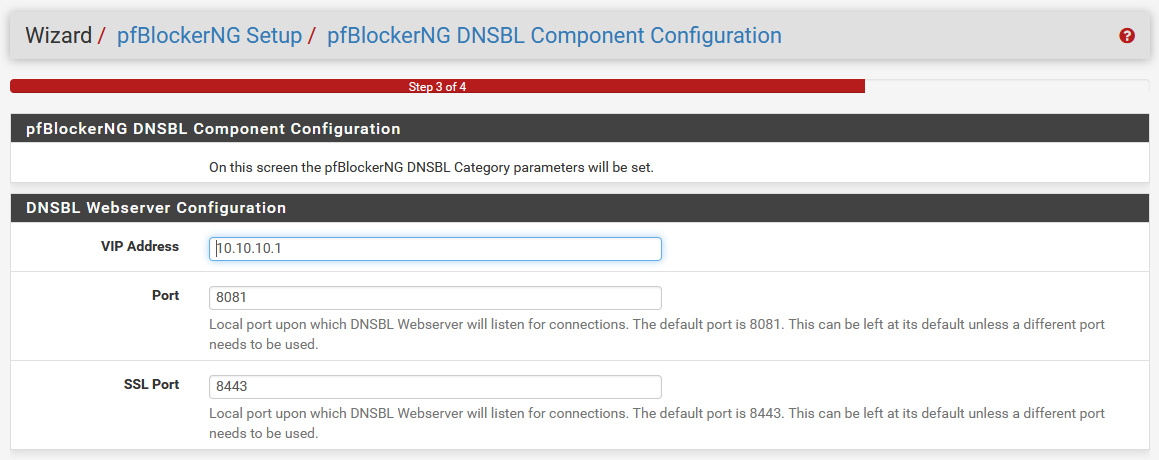 Wizard / pfBlockerNG Setup / pfBlockerNG DNSBL Component Configuration
Step 3 of 4
pfBlockerNG DNSBL Component Configuration
On this screen the pfBlockerNG DNSBL Category parameters will be set.
DNSBL Webserver Configuration
VIP Address
10.10.10.1
Port
8081
Local port upon which DNSBL Webserver will listen for connections. The default port is 8081. This can be left at its default unless a different port
needs to be used.
SSL Port
8443
Local port upon which DNSBL Webserver will listen for connections. The default port is 8443. This can be left at its default unless a different port
needs to be used.